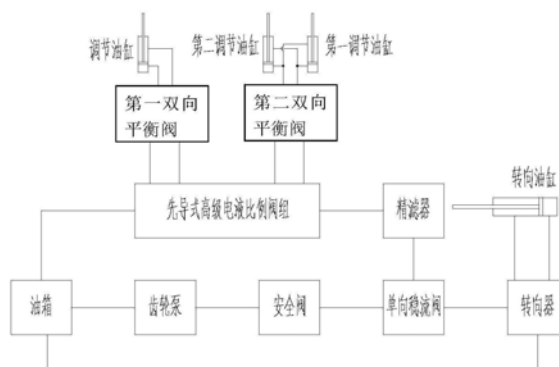 调节油缸
第二调节油缸
第一调节油缸
第一双向
平衡阀
第二双向
平衡阀
先导式高级电液比例阀组
精滤器
转向油缸
油箱
齿轮泵
安全阀
单向稳流阀
转向器